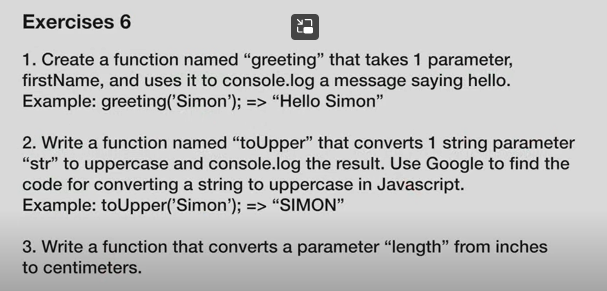 Exercises 6
1. Create a function named “greeting” that takes 1 parameter,
firstName, and uses it to console.log a message saying hello.
Example: greeting(’Simon’); => “Hello Simon”
2. Write a function named “toUpper” that converts 1 string parameter
“str” to uppercase and console.log the result. Use Google to find the
code for converting a string to uppercase in Javascript.
Example: toUpper(’Simon’); => “SIMON”
3. Write a function that converts a parameter “length” from inches
to centimeters.